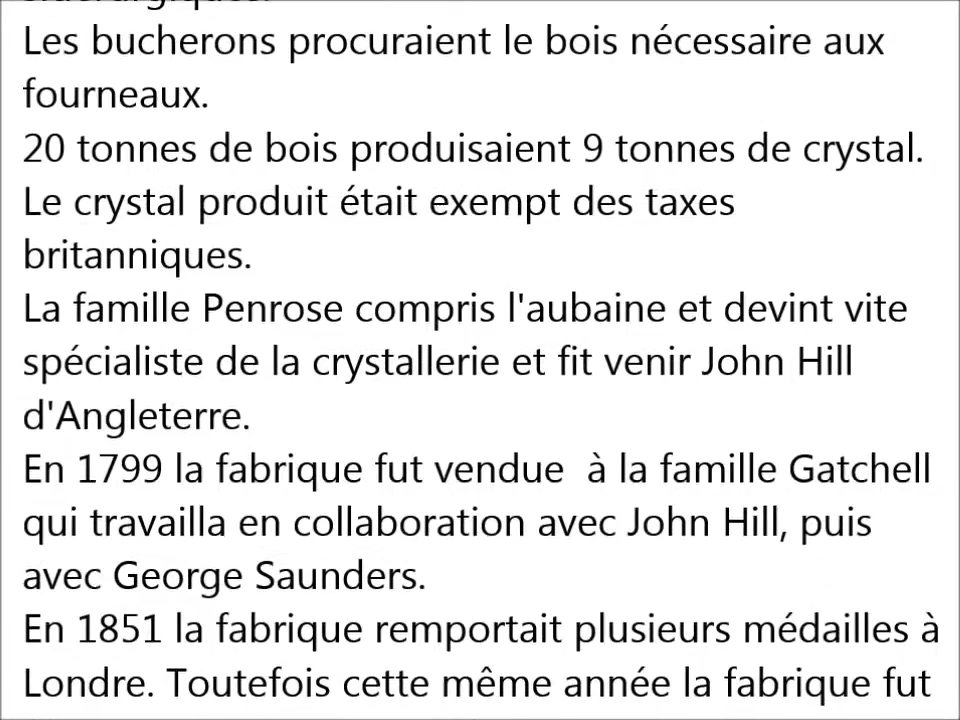 Les bucherons procuraient le bois nécessaire aux
fourneaux.
20 tonnes de bois produisaient 9 tonnes de crystal.
Le crystal produit était exempt des taxes
britanniques.
La famille Penrose compris l'aubaine et devint vite
spécialiste de la crystallerie et fit venir John Hill
d'Angleterre.
En 1799 la fabrique fut vendue  à la famille Gatchell
qui travailla en collaboration avec John Hill, puis
avec George Saunders.
En 1851 la fabrique remportait plusieurs médailles à
Londre. Toutefois cette même année la fabrique fut